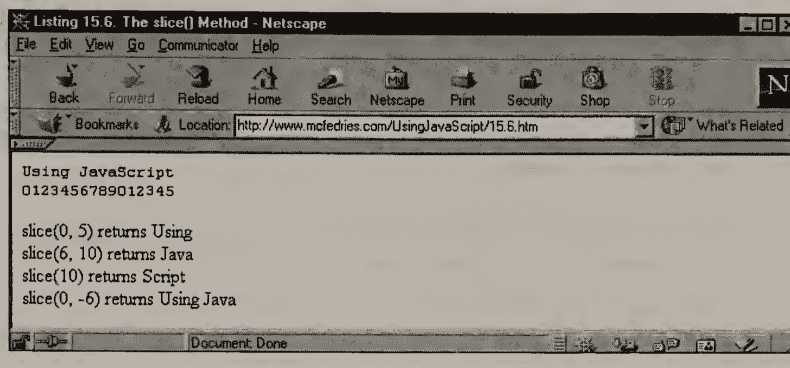 Listing 15.6. The slice() Method - Netscape
File Edit View Go Communicator Help
Back Forward Reload Home Search Netscape Print Security Shop Stop
N
Bookmarks Location: http://www.mcfedries.com/UsingJavaScript/15.6.htm What's Related
Using JavaScript
0123456789012345
slice(0, 5) returns Using
slice(6, 10) returns Java
slice(10) returns Script
slice(0, -6) returns Using Java
Document: Done